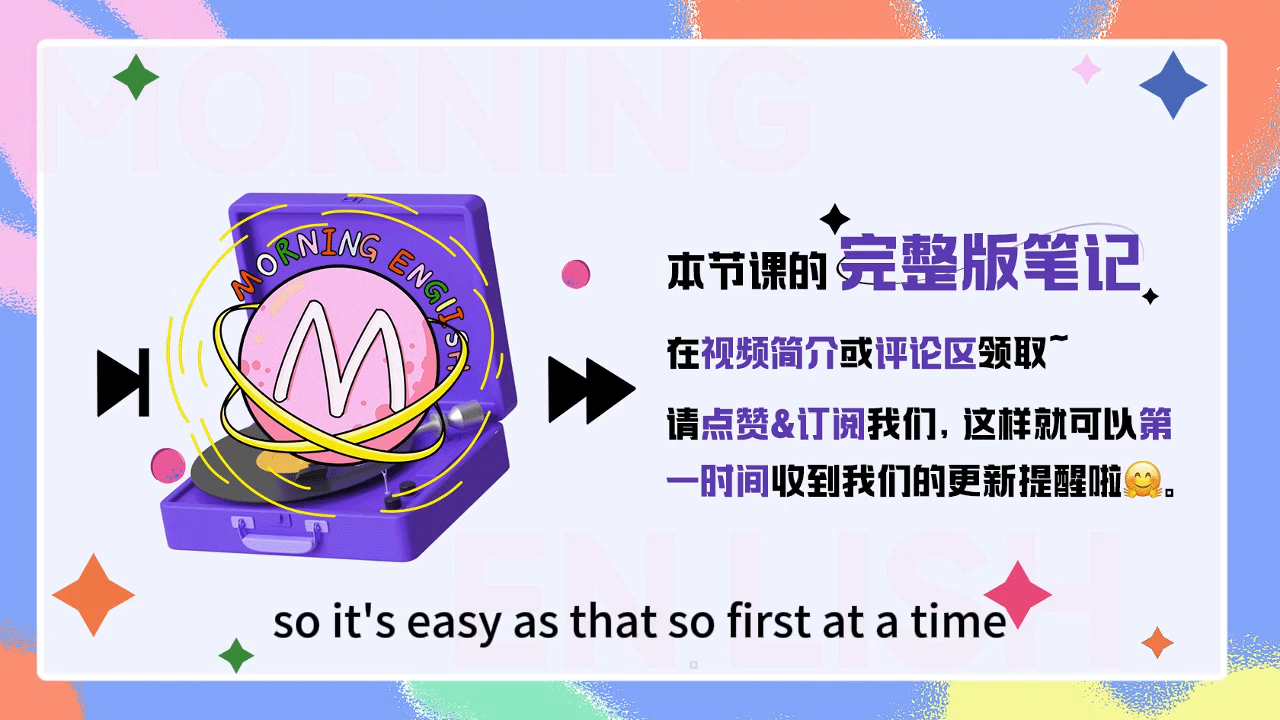 MORNING
MORNING ENGlISH
M
本节课的 完整版笔记
在视频简介或评论区领取~
请点赞&订阅我们, 这样就可以第
一时间收到我们的更新提醒啦🤗。
EN LISH
so it's easy as that so first at a time